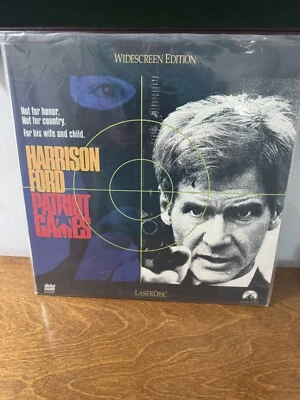 WIDESCREEN EDITION
Not for honor.
Not for country.
For his wife and child.
HARRISON
FORD
PATRIOT
GAMES
LASERDISC